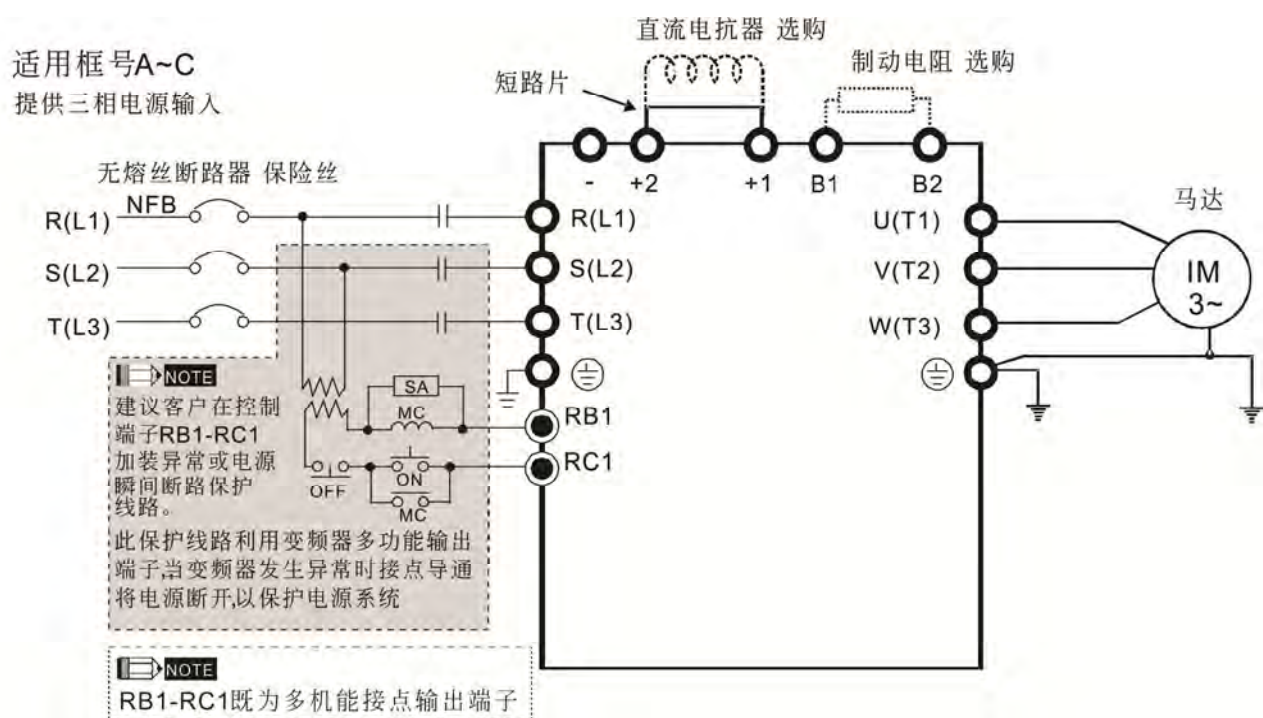 直流电抗器 选购
适用框号A~C
制动电阻 选购
短路片
提供三相电源输入
无熔丝断路器 保险丝
- +2 +1 B1 B2
马达
R(L1) NFB R(L1) U(T1)
S(L2) S(L2) V(T2) IM
3~
T(L3) T(L3) W(T3)
NOTE
建议客户在控制
端子RB1-RC1
加装异常或电源
瞬间断路保护
线路。
SA
MC
RB1
OFF
ON
MC
RC1
此保护线路利用变频器多功能输出
端子,当变频器发生异常时接点导通
将电源断开,以保护电源系统
NOTE
RB1-RC1既为多机能接点输出端子